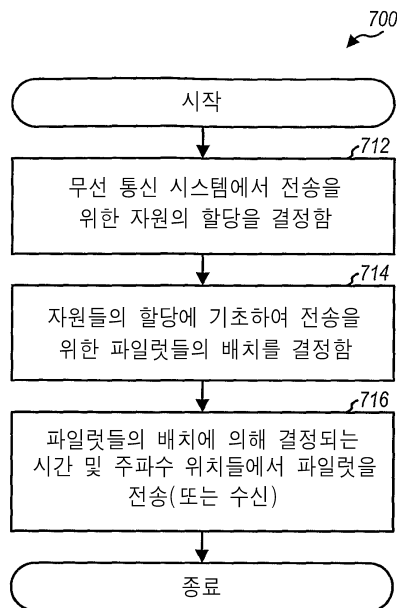 700
시작
712
무선 통신 시스템에서 전송을
위한 자원의 할당을 결정함
714
자원들의 할당에 기초하여 전송을
위한 파일럿들의 배치를 결정함
716
파일럿들의 배치에 의해 결정되는
시간 및 주파수 위치들에서 파일럿을
전송(또는 수신)
종료